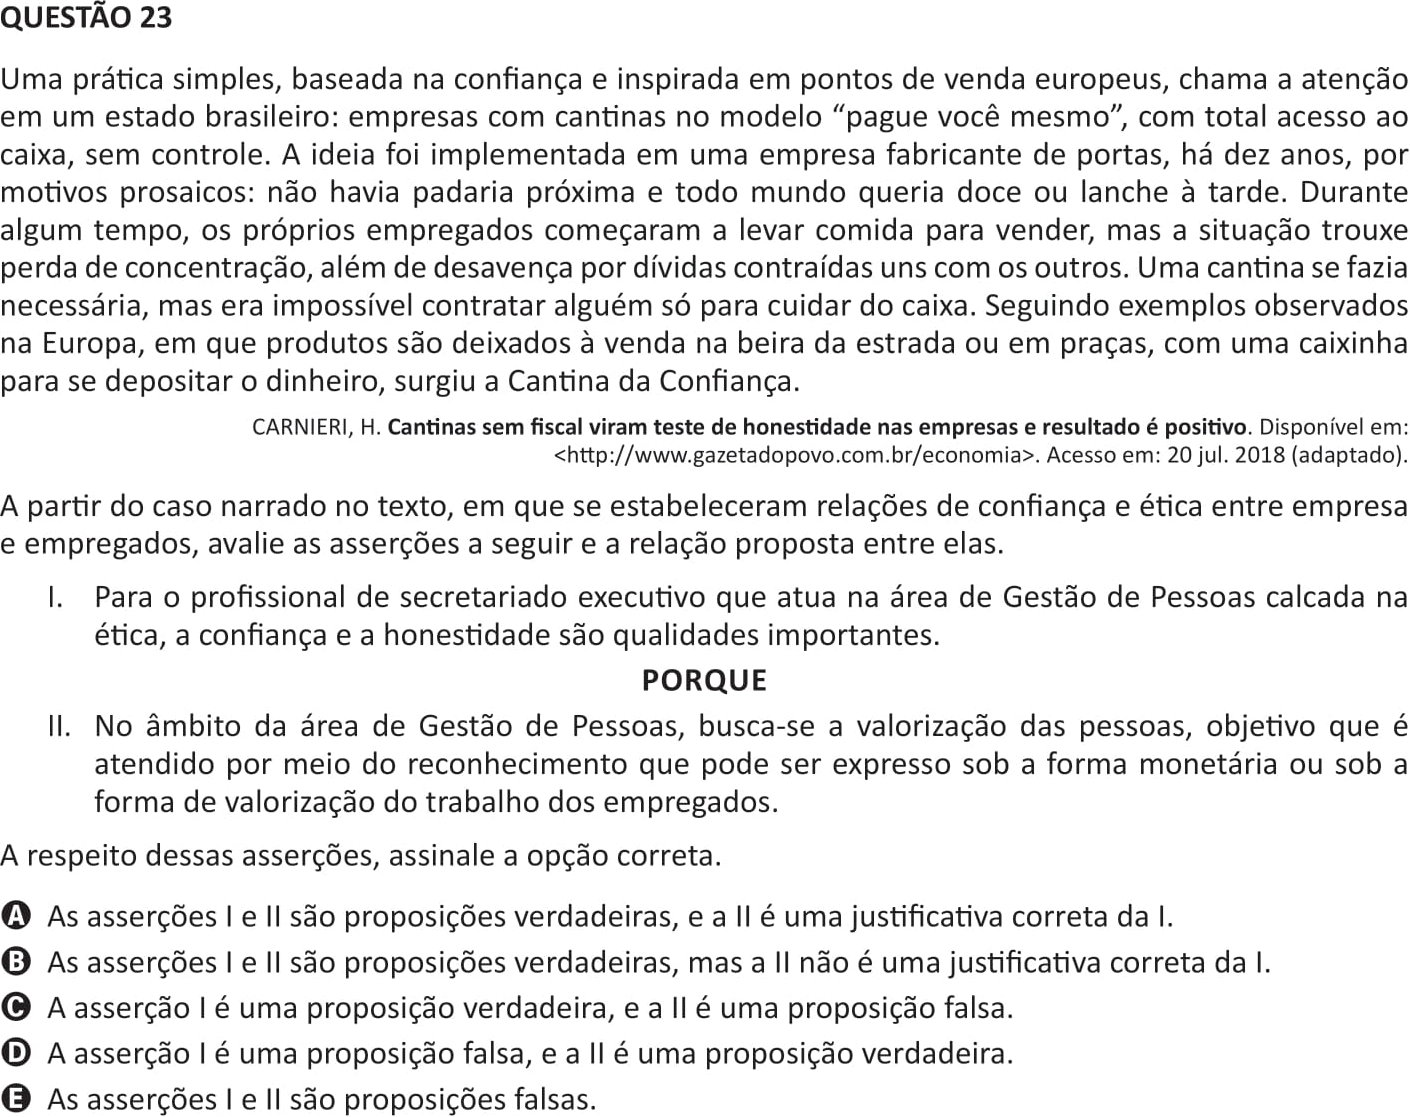 QUESTÃO 23
Uma prática simples, baseada na confiança e inspirada em pontos de venda europeus, chama a atenção
em um estado brasileiro: empresas com cantinas no modelo “pague você mesmo”, com total acesso ao
caixa, sem controle. A ideia foi implementada em uma empresa fabricante de portas, há dez anos, por
motivos prosaicos: não havia padaria próxima e todo mundo queria doce ou lanche à tarde. Durante
algum tempo, os próprios empregados começaram a levar comida para vender, mas a situação trouxe
perda de concentração, além de desavença por dívidas contraídas uns com os outros. Uma cantina se fazia
necessária, mas era impossível contratar alguém só para cuidar do caixa. Seguindo exemplos observados
na Europa, em que produtos são deixados à venda na beira da estrada ou em praças, com uma caixinha
para se depositar o dinheiro, surgiu a Cantina da Confiança.
CARNIERI, H. Cantinas sem fiscal viram teste de honestidade nas empresas e resultado é positivo. Disponível em:
<http://www.gazetadopovo.com.br/economia>. Acesso em: 20 jul. 2018 (adaptado).
A partir do caso narrado no texto, em que se estabeleceram relações de confiança e ética entre empresa
e empregados, avalie as asserções a seguir e a relação proposta entre elas.
I. Para o profissional de secretariado executivo que atua na área de Gestão de Pessoas calcada na
ética, a confiança e a honestidade são qualidades importantes.
PORQUE
II. No âmbito da área de Gestão de Pessoas, busca-se a valorização das pessoas, objetivo que é
atendido por meio do reconhecimento que pode ser expresso sob a forma monetária ou sob a
forma de valorização do trabalho dos empregados.
A respeito dessas asserções, assinale a opção correta.
A As asserções I e II são proposições verdadeiras, e a II é uma justificativa correta da I.
B As asserções I e II são proposições verdadeiras, mas a II não é uma justificativa correta da I.
C A asserção I é uma proposição verdadeira, e a II é uma proposição falsa.
D A asserção I é uma proposição falsa, e a II é uma proposição verdadeira.
E As asserções I e II são proposições falsas.